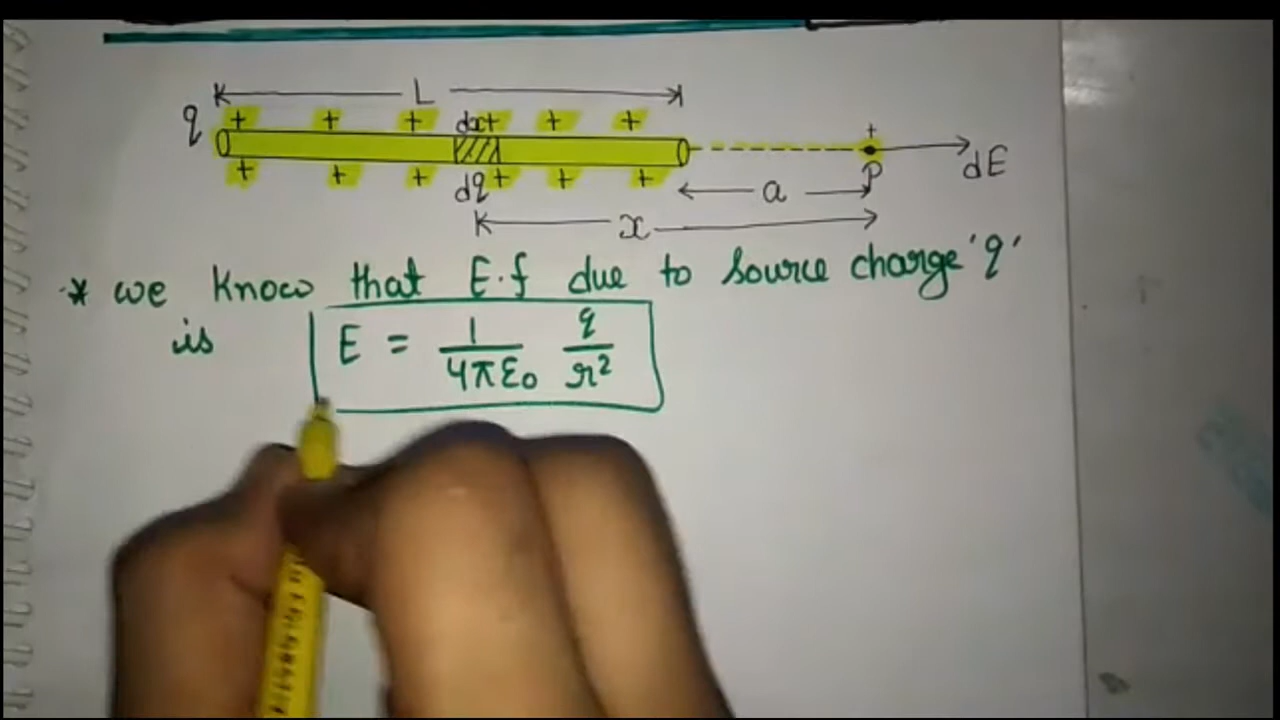 L
q + + + dx + + +
+ + + dq + + +
+
P
dE
a
x
* we know that E.f due to source charge 'q'
is E = 1/4πε₀ q/r²